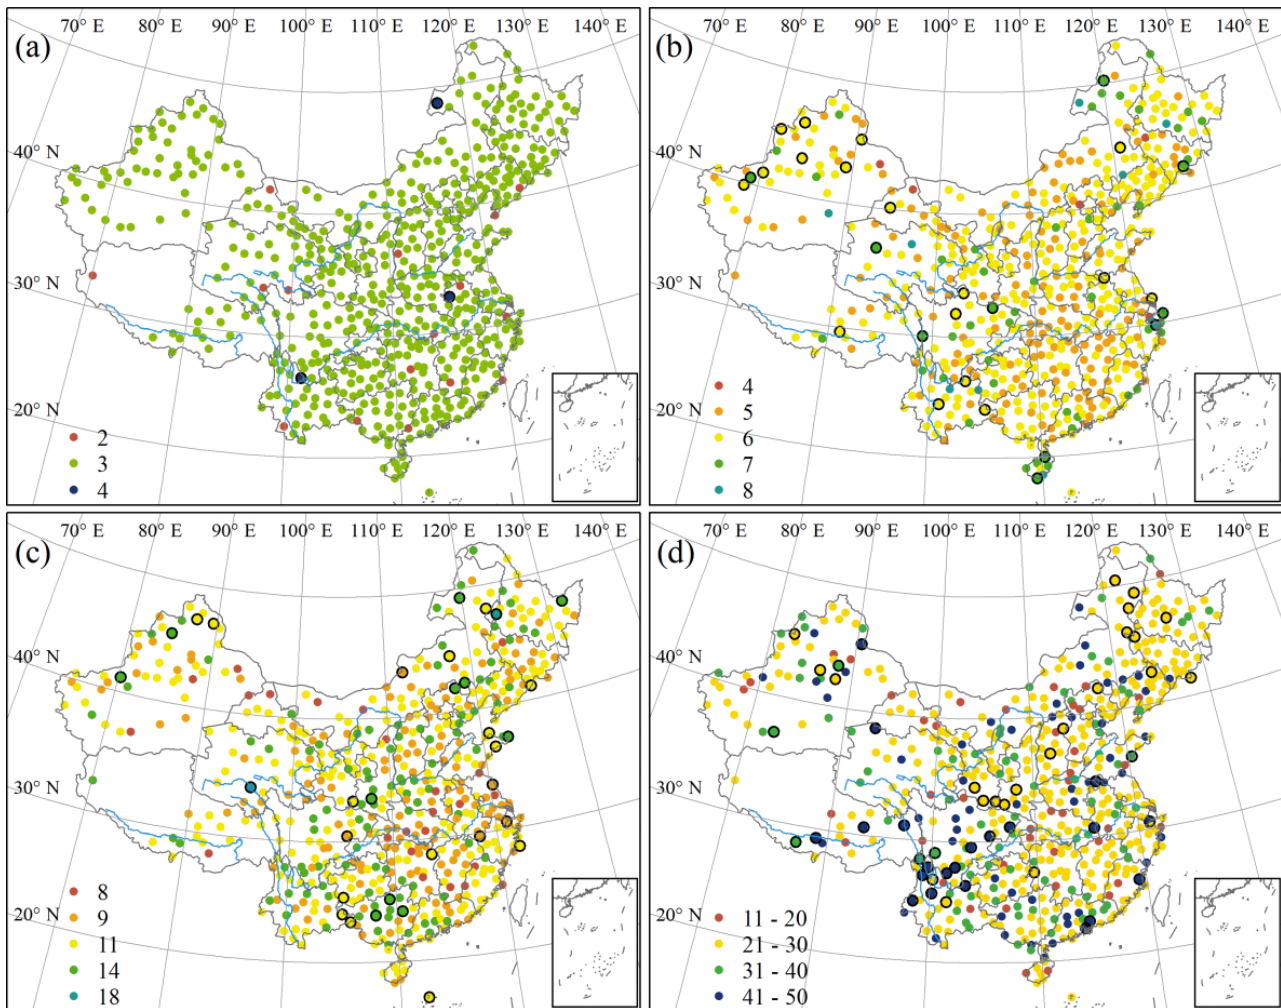 (a)
70° E
80° E
90° E
100° E
110° E
120° E
130° E
140° E
40° N
30° N
20° N
2
3
4
(b)
70° E
80° E
90° E
100° E
110° E
120° E
130° E
140° E
40° N
30° N
20° N
4
5
6
7
8
(c)
70° E
80° E
90° E
100° E
110° E
120° E
130° E
140° E
40° N
30° N
20° N
8
9
11
14
18
(d)
70° E
80° E
90° E
100° E
110° E
120° E
130° E
140° E
40° N
30° N
20° N
11 - 20
21 - 30
31 - 40
41 - 50